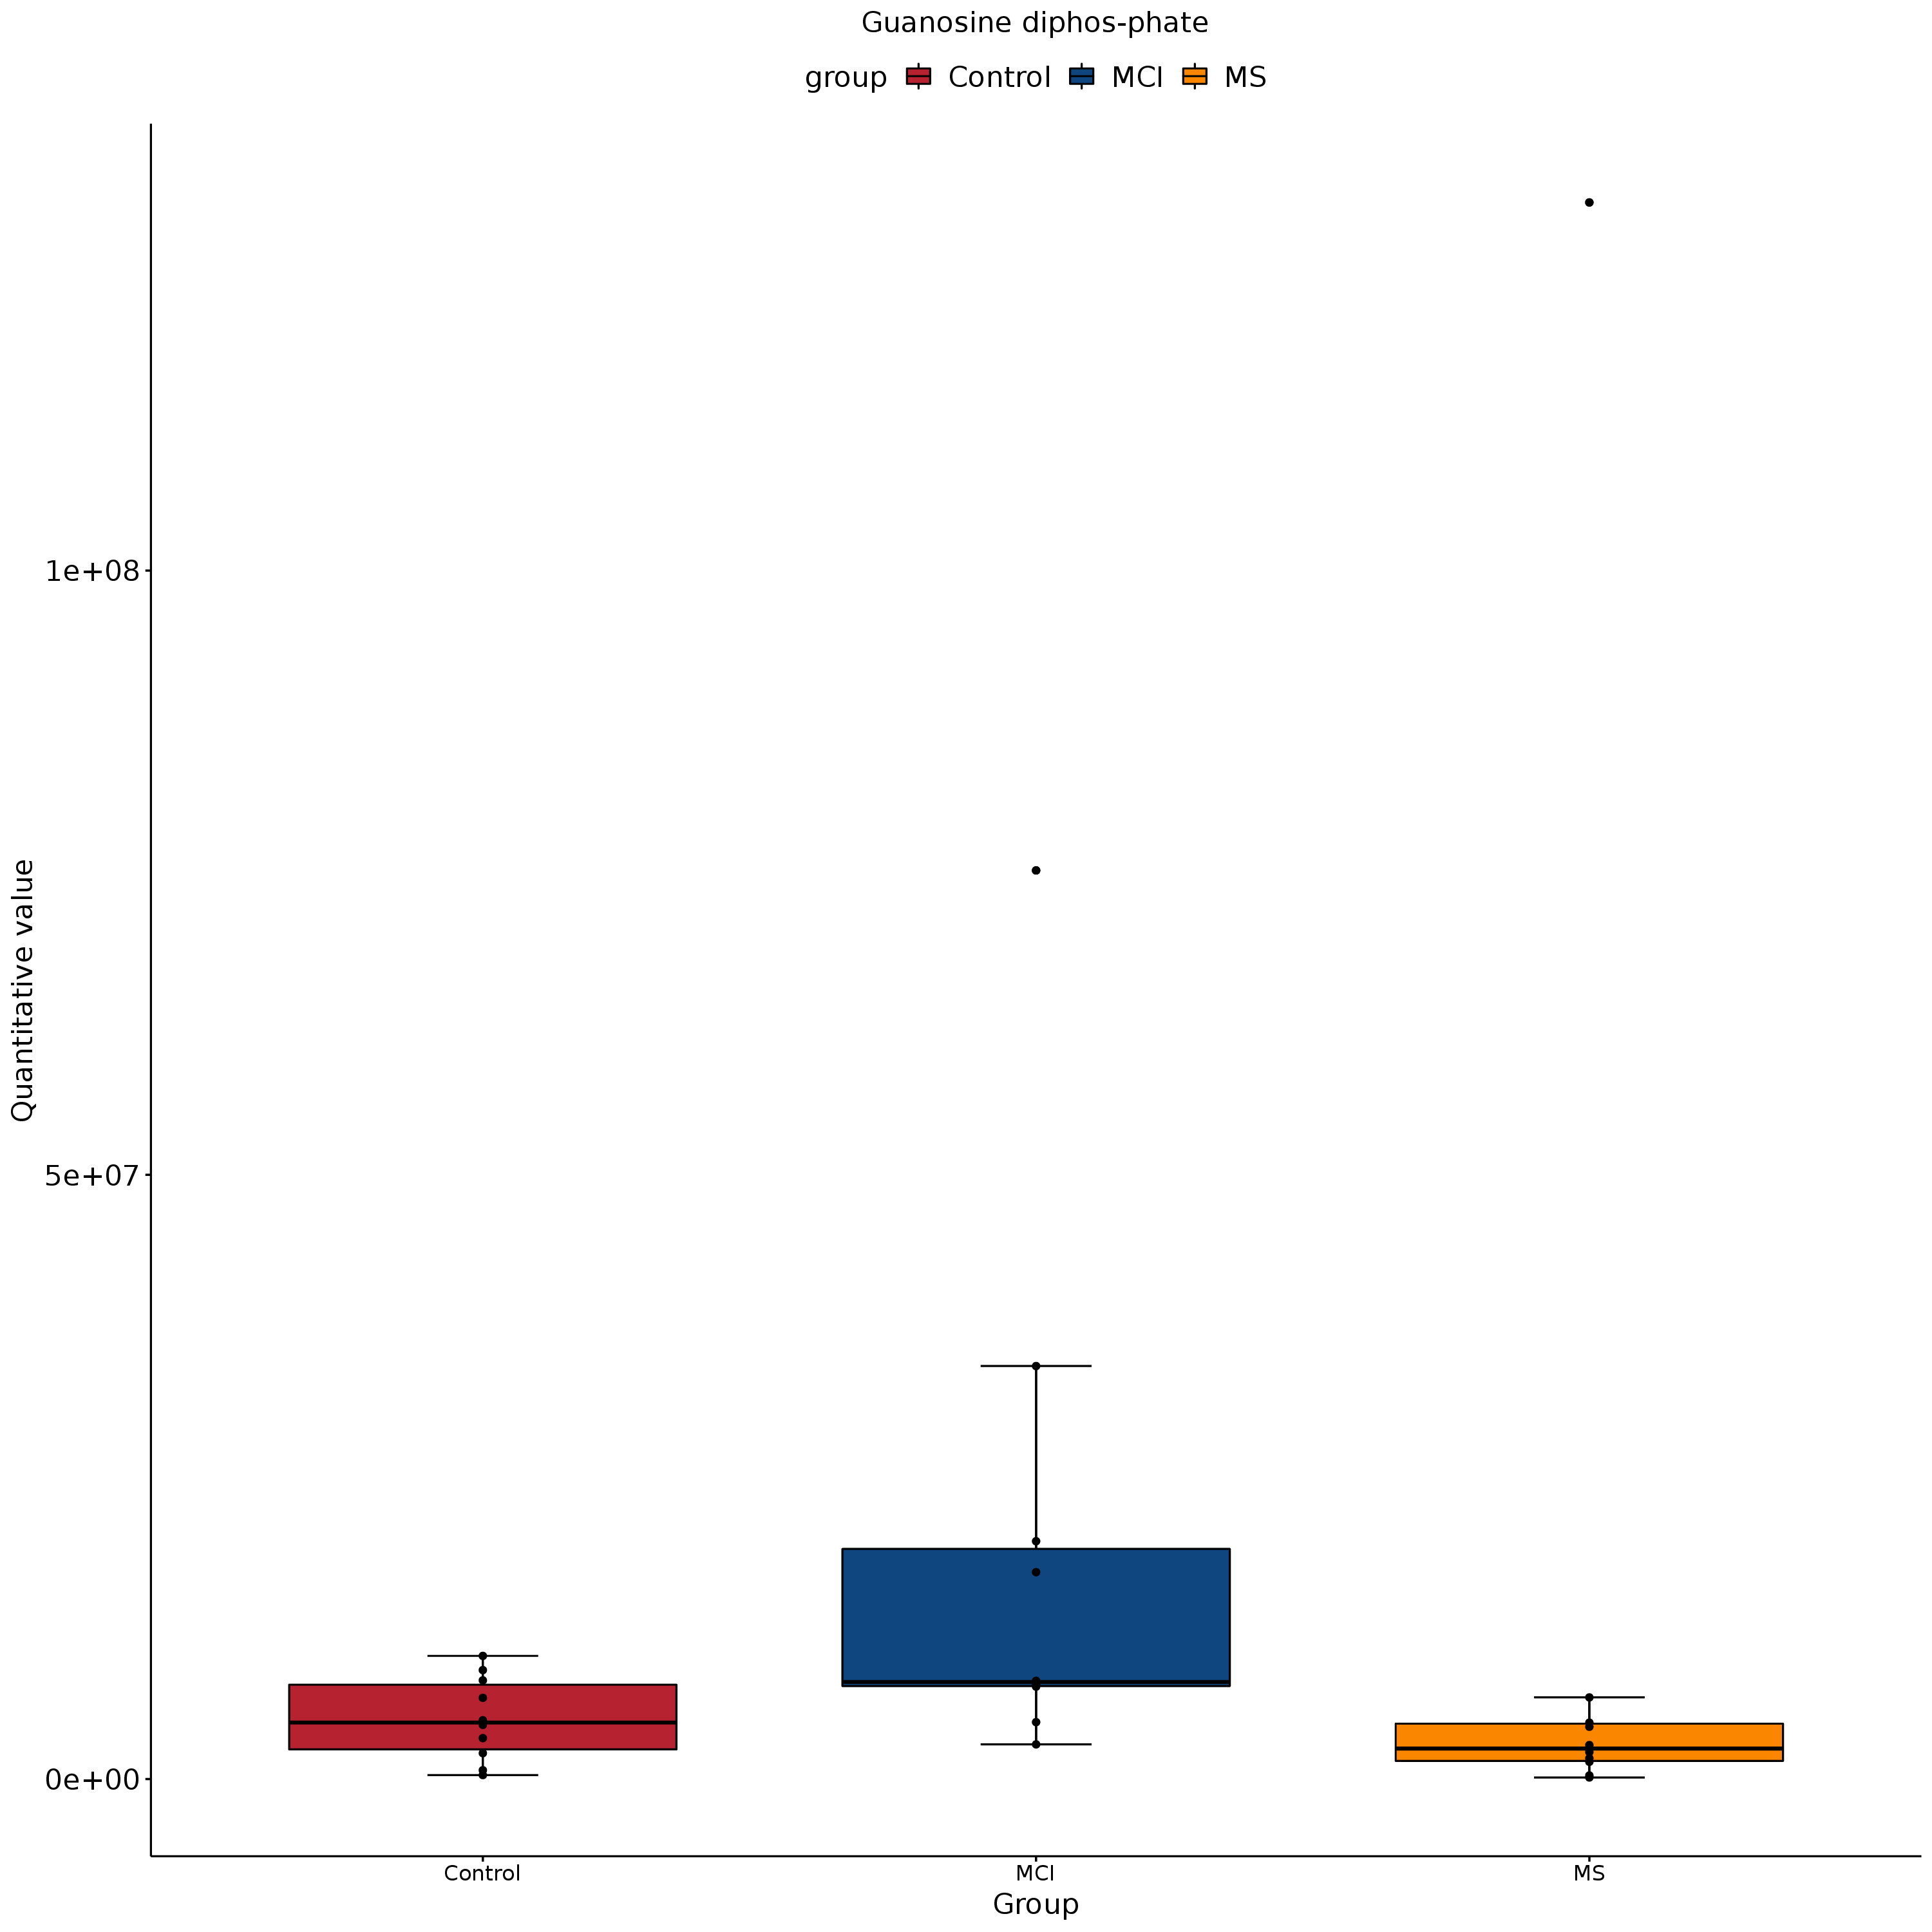 Guanosine diphos-phate
group Control MCI MS
1e+08
5e+07
0e+00
Quantitative value
Control MCI MS
Group